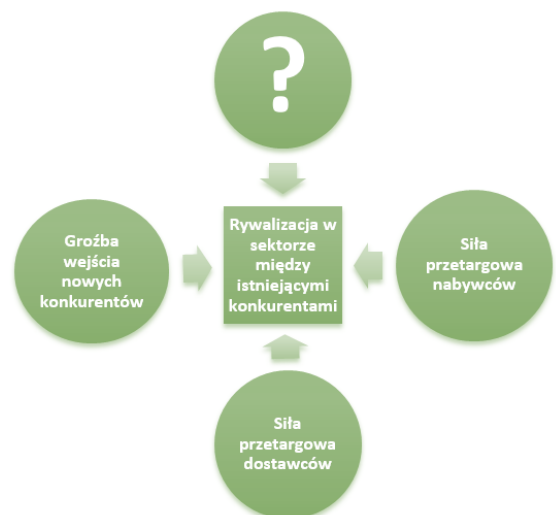 ?
Groźba
wejścia
nowych
konkurentów
Rywalizacja w
sektorze
między
istniejącymi
konkurentami
Siła
przetargowa
nabywców
Siła
przetargowa
dostawców